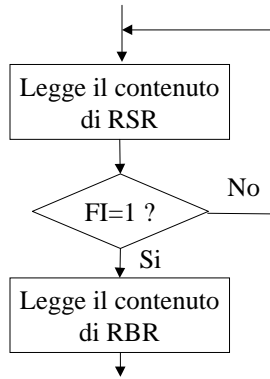 Legge il contenuto
di RSR
No
FI=1 ?
Si
Legge il contenuto
di RBR